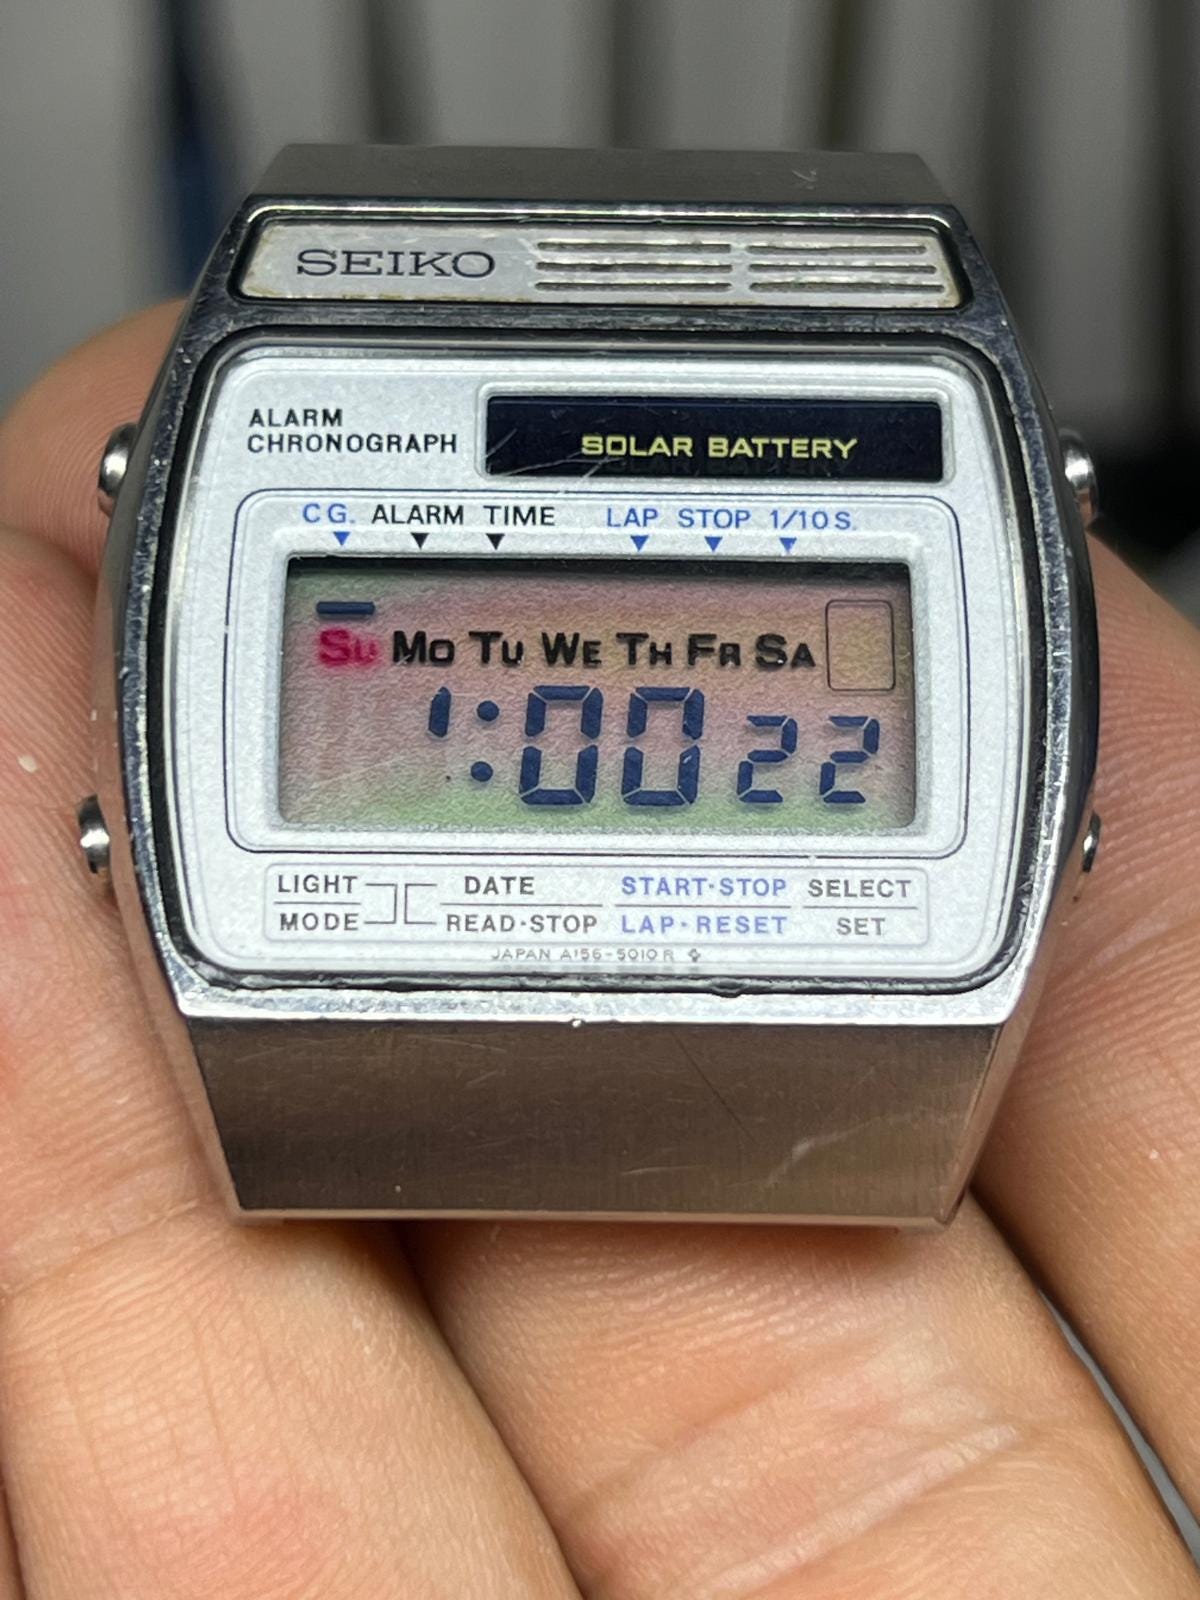 SEIKO
ALARM
CHRONOGRAPH
SOLAR BATTERY
CG. ALARM TIME LAP STOP 1/10 S.
Su Mo Tu We Th Fr Sa
1:00 22
LIGHT DATE START·STOP SELECT
MODE READ·STOP LAP·RESET SET
JAPAN A156-5010 R